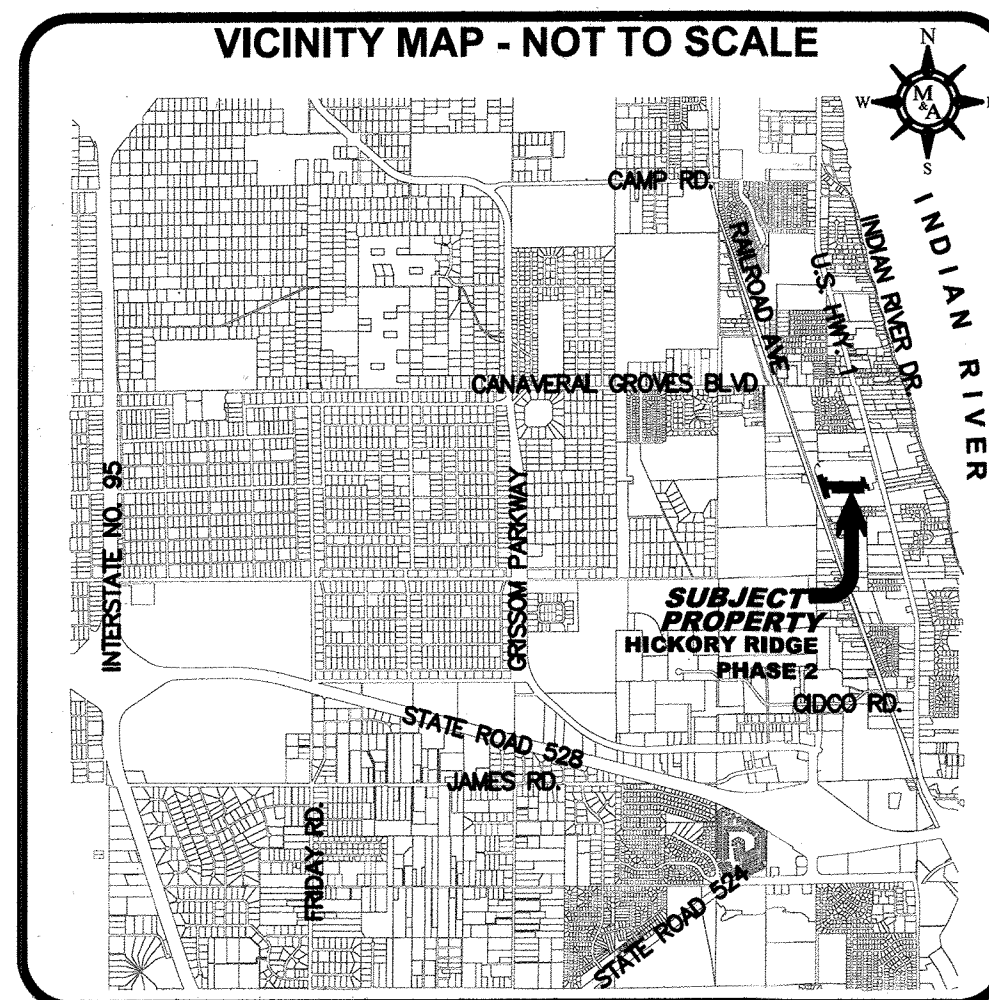 VICINITY MAP - NOT TO SCALE
N
W
M
&
A
E
S
CAMP RD.
INDIAN RIVER
RAILROAD AVE
U.S. HWY. 1
INDIAN RIVER DR.
CANAVERAL GROVES BLVD.
INTERSTATE NO. 95
GRISSOM PARKWAY
SUBJECT
PROPERTY
HICKORY RIDGE
PHASE 2
CIDCO RD.
STATE ROAD 528
JAMES RD.
FRIDAY RD.
STATE ROAD 524